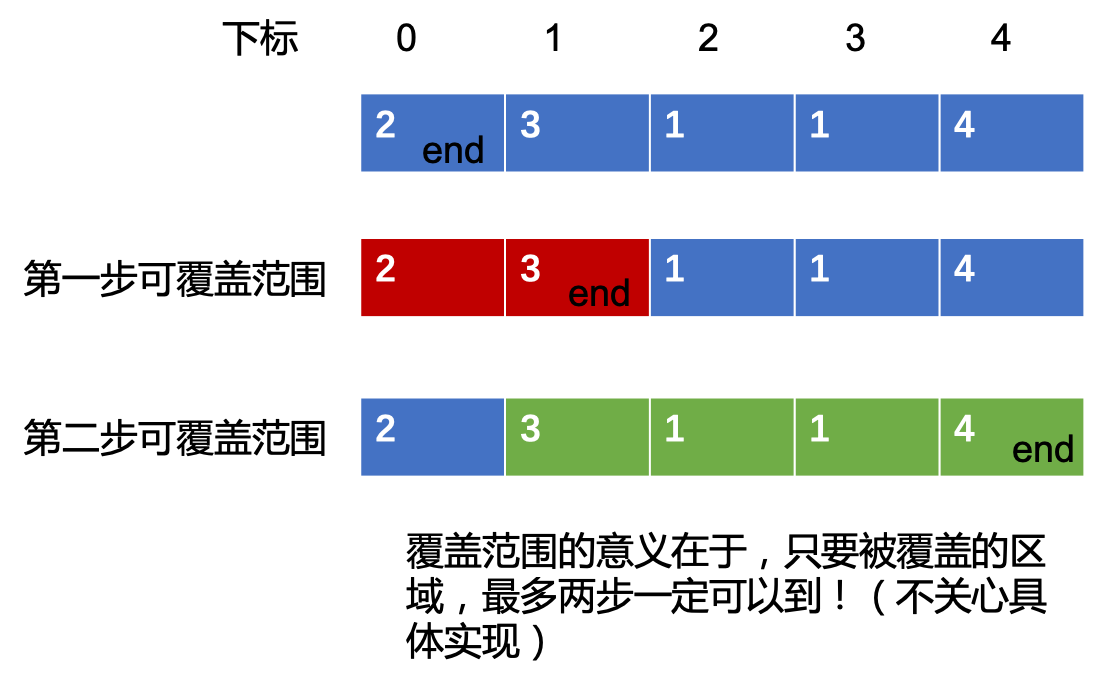 下标 0 1 2 3 4
2 end 3 1 1 4
第一步可覆盖范围 2 3 end 1 1 4
第二步可覆盖范围 2 3 1 1 4 end
覆盖范围的意义在于，只要被覆盖的区
域，最多两步一定可以到！（不关心具
体实现）